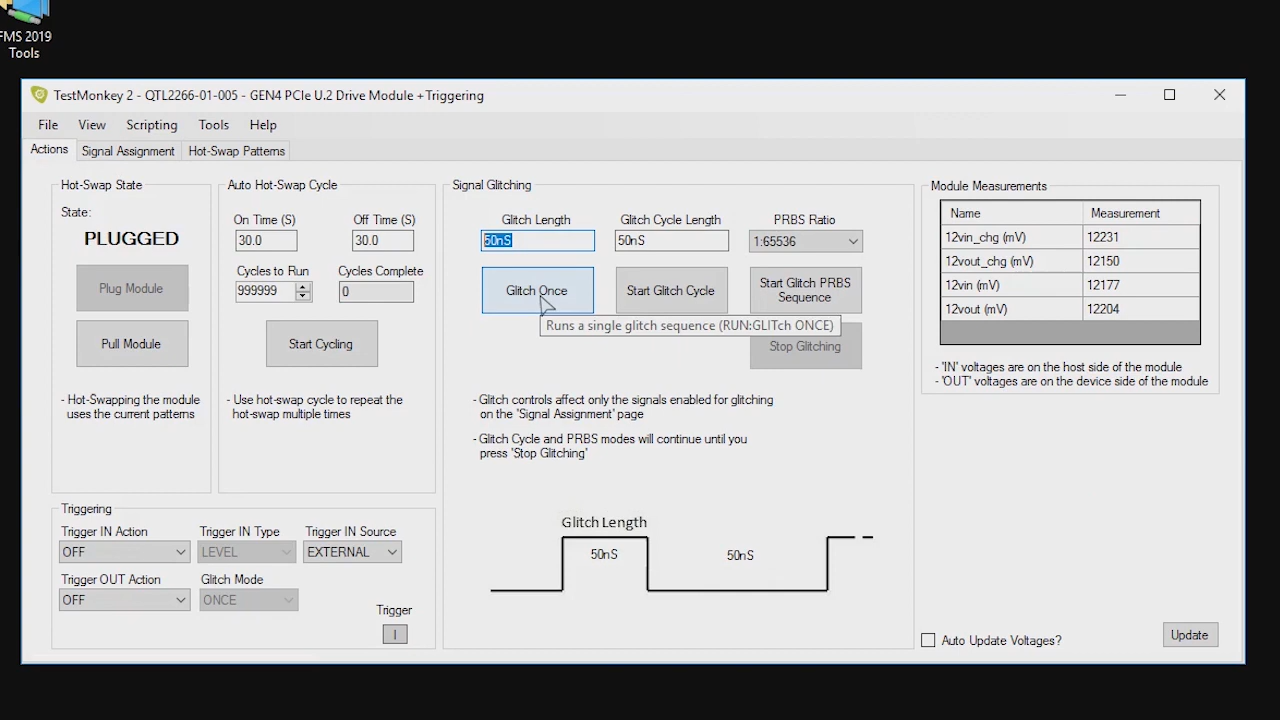 FMS 2019
Tools
TestMonkey 2 - QTL2266-01-005 - GEN4 PCIe U.2 Drive Module +Triggering
File View Scripting Tools Help
Actions Signal Assignment Hot-Swap Patterns
Hot-Swap State
State:
PLUGGED
Plug Module
Pull Module
- Hot-Swapping the module
uses the current patterns
Auto Hot-Swap Cycle
On Time (S) Off Time (S)
30.0 30.0
Cycles to Run Cycles Complete
999999 0
Start Cycling
- Use hot-swap cycle to repeat the
hot-swap multiple times
Signal Glitching
Glitch Length Glitch Cycle Length PRBS Ratio
50nS 50nS 1:65536
Glitch Once Start Glitch Cycle Start Glitch PRBS
Sequence
Runs a single glitch sequence (RUN:GLITch ONCE)
Stop Glitching
- Glitch controls affect only the signals enabled for glitching
on the 'Signal Assignment' page
- Glitch Cycle and PRBS modes will continue until you
press 'Stop Glitching'
Glitch Length
50nS 50nS
Module Measurements
Name Measurement
12vin_chg (mV) 12231
12vout_chg (mV) 12150
12vin (mV) 12177
12vout (mV) 12204
- 'IN' voltages are on the host side of the module
- 'OUT' voltages are on the device side of the module
Triggering
Trigger IN Action Trigger IN Type Trigger IN Source
OFF LEVEL EXTERNAL
Trigger OUT Action Glitch Mode
OFF ONCE
Trigger
|
Auto Update Voltages? Update